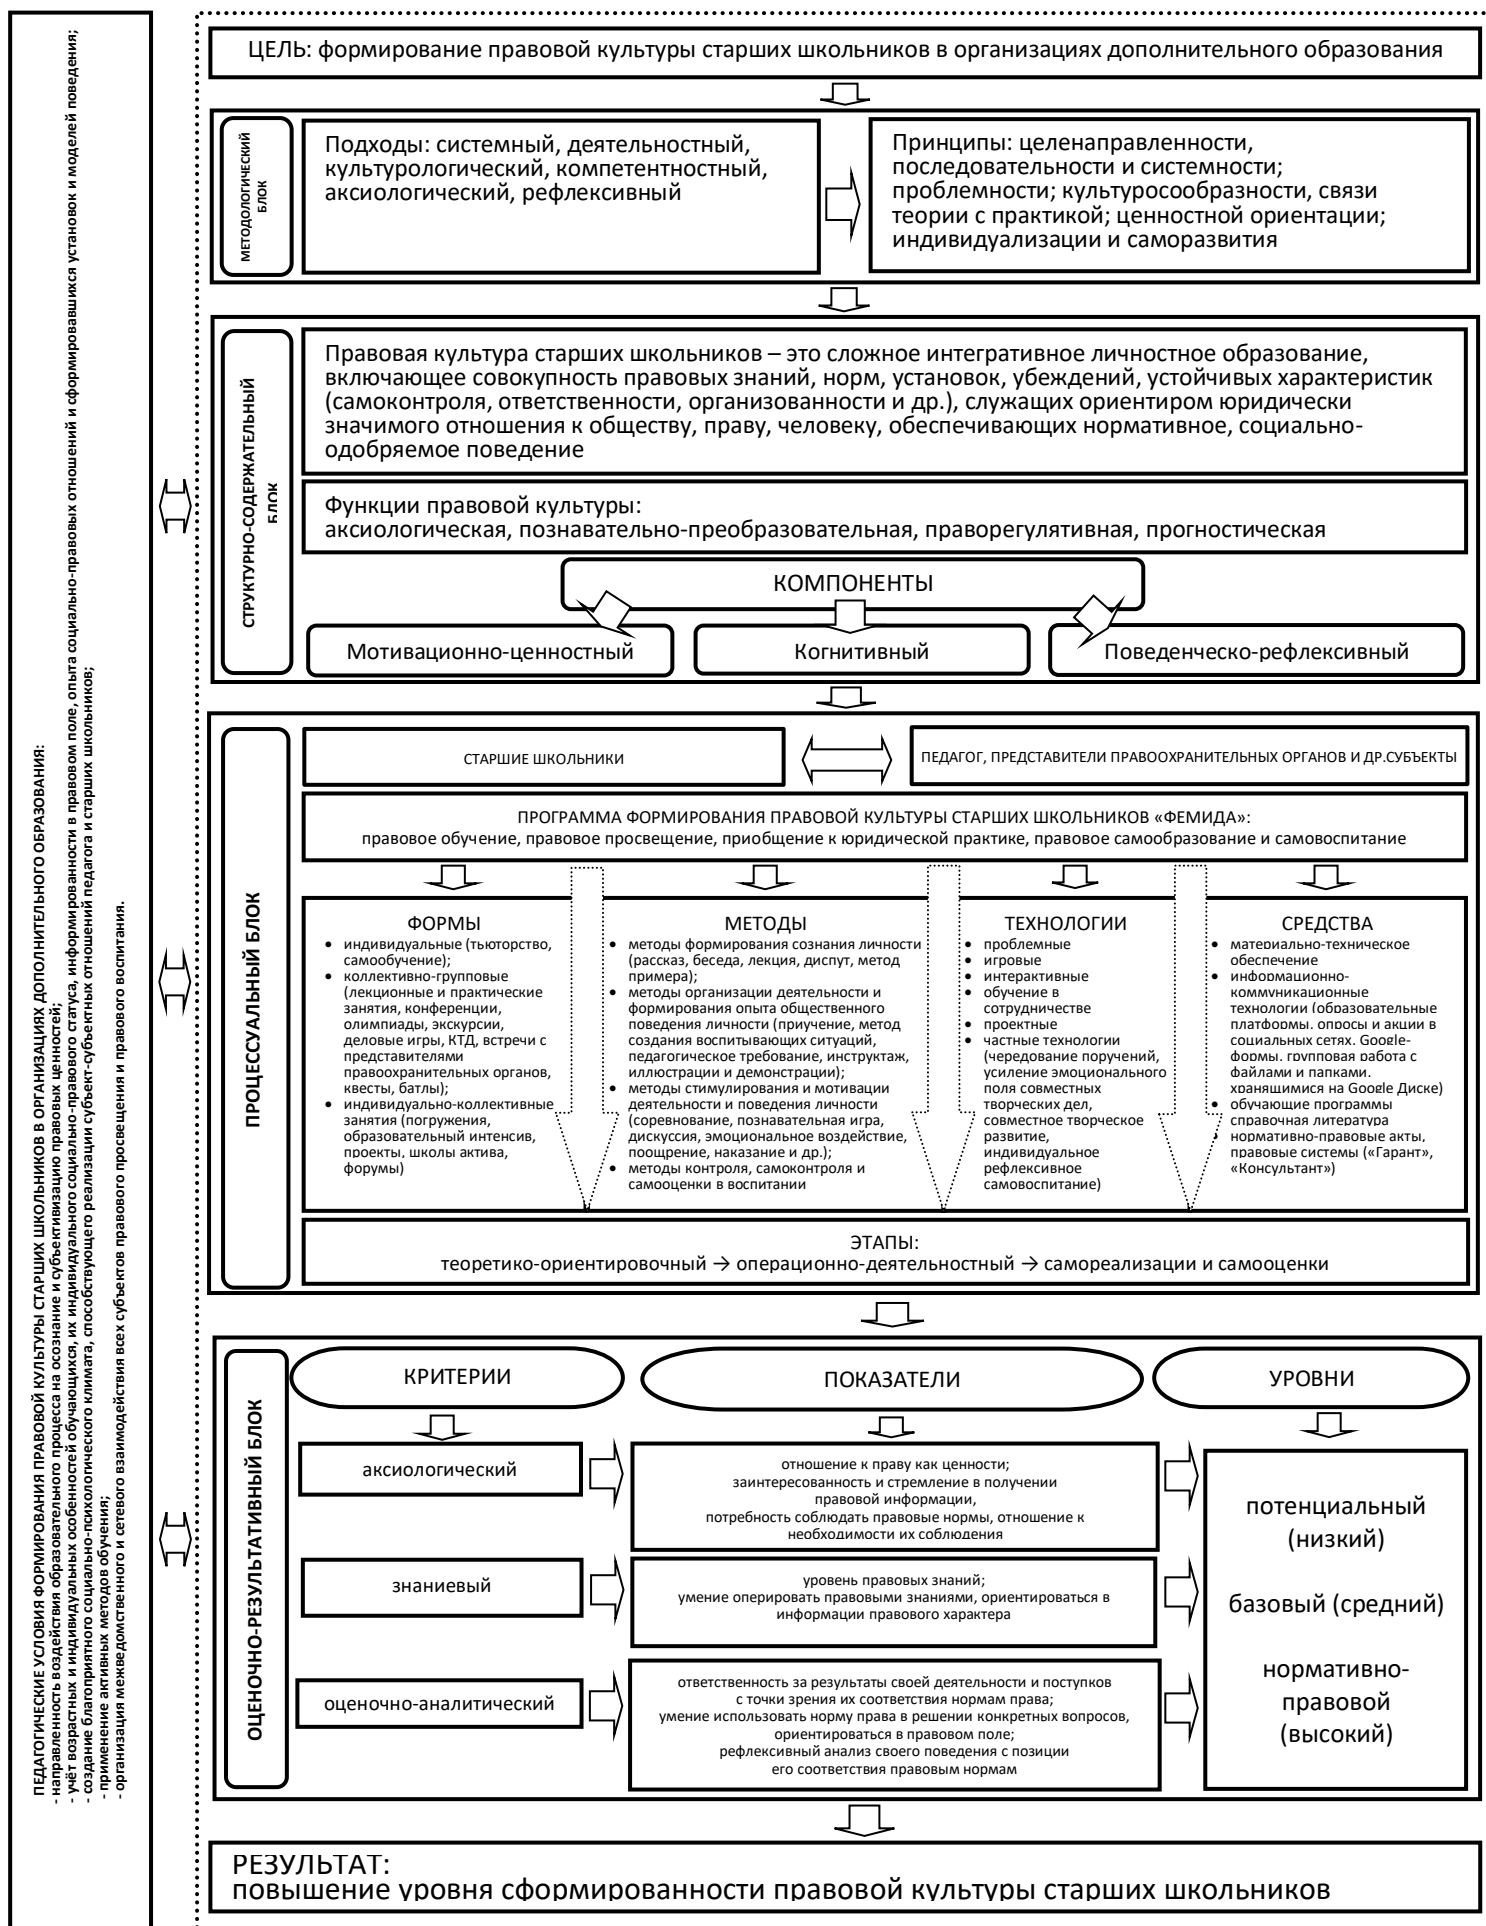 ПЕДАГОГИЧЕСКИЕ УСЛОВИЯ ФОРМИРОВАНИЯ ПРАВОВОЙ КУЛЬТУРЫ СТАРШИХ ШКОЛЬНИКОВ В ОРГАНИЗАЦИЯХ ДОПОЛНИТЕЛЬНОГО ОБРАЗОВАНИЯ:
- направленность воздействия образовательного процесса на осознание и субъективизацию правовых ценностей;
- учёт возрастных и индивидуальных особенностей обучающихся, их индивидуального социально-правового статуса, информированности в правовом поле, опыта социально-правовых отношений и сформировавшихся установок и моделей поведения;
- создание благоприятного социально-психологического климата, способствующего реализации субъект-субъектных отношений педагога и старших школьников;
- применение активных методов обучения;
- организация межведомственного и сетевого взаимодействия всех субъектов правового просвещения и правового воспитания.
ЦЕЛЬ: формирование правовой культуры старших школьников в организациях дополнительного образования
МЕТОДОЛОГИЧЕСКИЙ
БЛОК
Подходы: системный, деятельностный,
культурологический, компетентностный,
аксиологический, рефлексивный
Принципы: целенаправленности,
последовательности и системности;
проблемности; культуросообразности, связи
теории с практикой; ценностной ориентации;
индивидуализации и саморазвития
СТРУКТУРНО-СОДЕРЖАТЕЛЬНЫЙ
БЛОК
Правовая культура старших школьников – это сложное интегративное личностное образование,
включающее совокупность правовых знаний, норм, установок, убеждений, устойчивых характеристик
(самоконтроля, ответственности, организованности и др.), служащих ориентиром юридически
значимого отношения к обществу, праву, человеку, обеспечивающих нормативное, социально-
одобряемое поведение
Функции правовой культуры:
аксиологическая, познавательно-преобразовательная, праворегулятивная, прогностическая
КОМПОНЕНТЫ
Мотивационно-ценностный
Когнитивный
Поведенческо-рефлексивный
ПРОЦЕССУАЛЬНЫЙ БЛОК
СТАРШИЕ ШКОЛЬНИКИ
ПЕДАГОГ, ПРЕДСТАВИТЕЛИ ПРАВООХРАНИТЕЛЬНЫХ ОРГАНОВ И ДР.СУБЪЕКТЫ
ПРОГРАММА ФОРМИРОВАНИЯ ПРАВОВОЙ КУЛЬТУРЫ СТАРШИХ ШКОЛЬНИКОВ «ФЕМИДА»:
правовое обучение, правовое просвещение, приобщение к юридической практике, правовое самообразование и самовоспитание
ФОРМЫ
• индивидуальные (тьюторство,
самообучение);
• коллективно-групповые
(лекционные и практические
занятия, конференции,
олимпиады, экскурсии,
деловые игры, КТД, встречи с
представителями
правоохранительных органов,
квесты, батлы);
• индивидуально-коллективные
занятия (погружения,
образовательный интенсив,
проекты, школы актива,
форумы)
МЕТОДЫ
• методы формирования сознания личности
(рассказ, беседа, лекция, диспут, метод
примера);
• методы организации деятельности и
формирования опыта общественного
поведения личности (приучение, метод
создания воспитывающих ситуаций,
педагогическое требование, инструктаж,
иллюстрации и демонстрации);
• методы стимулирования и мотивации
деятельности и поведения личности
(соревнование, познавательная игра,
дискуссия, эмоциональное воздействие,
поощрение, наказание и др.);
• методы контроля, самоконтроля и
самооценки в воспитании
ТЕХНОЛОГИИ
• проблемные
• игровые
• интерактивные
• обучение в
сотрудничестве
• проектные
• частные технологии
(чередование поручений,
усиление эмоционального
поля совместных
творческих дел,
совместное творческое
развитие,
индивидуальное
рефлексивное
самовоспитание)
СРЕДСТВА
• материально-техническое
обеспечение
• информационно-
коммуникационные
технологии (образовательные
платформы, опросы и акции в
социальных сетях, Google-
формы, групповая работа с
файлами и папками,
хранящимися на Google Диске)
• обучающие программы
• справочная литература
• нормативно-правовые акты,
правовые системы («Гарант»,
«Консультант»)
ЭТАПЫ:
теоретико-ориентировочный → операционно-деятельностный → самореализации и самооценки
ОЦЕНОЧНО-РЕЗУЛЬТАТИВНЫЙ БЛОК
КРИТЕРИИ
ПОКАЗАТЕЛИ
УРОВНИ
аксиологический
отношение к праву как ценности;
заинтересованность и стремление в получении
правовой информации,
потребность соблюдать правовые нормы, отношение к
необходимости их соблюдения
знаниевый
уровень правовых знаний;
умение оперировать правовыми знаниями, ориентироваться в
информации правового характера
оценочно-аналитический
ответственность за результаты своей деятельности и поступков
с точки зрения их соответствия нормам права;
умение использовать норму права в решении конкретных вопросов,
ориентироваться в правовом поле;
рефлексивный анализ своего поведения с позиции
его соответствия правовым нормам
потенциальный
(низкий)
базовый (средний)
нормативно-
правовой
(высокий)
РЕЗУЛЬТАТ:
повышение уровня сформированности правовой культуры старших школьников